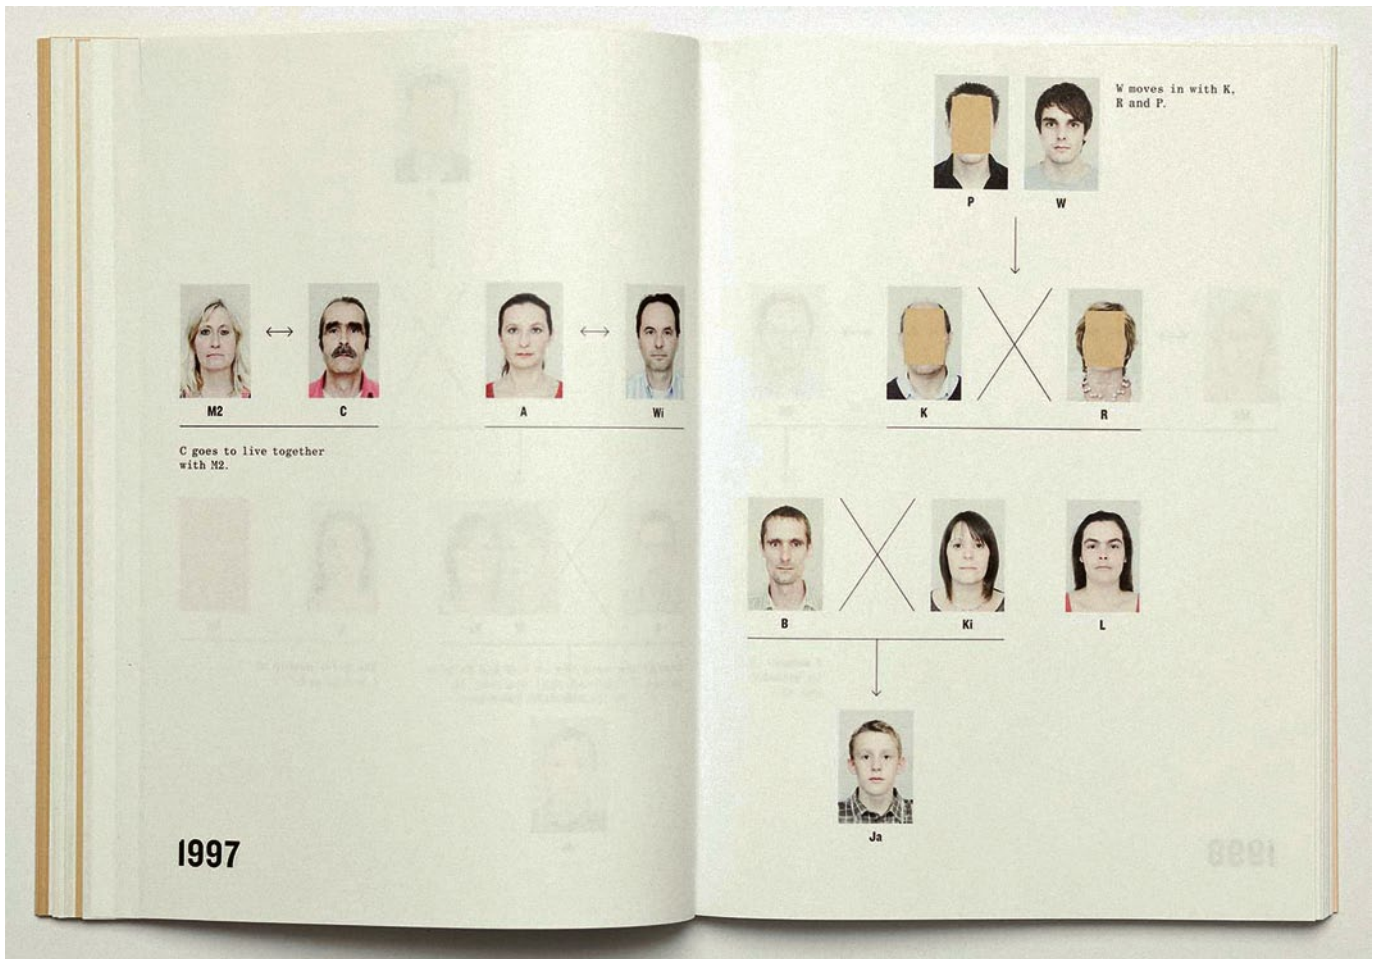 W moves in with K,
R and P.
P
W
M2
C
A
Wi
K
R
C goes to live together
with M2.
B
Ki
L
Ja
1997
1998